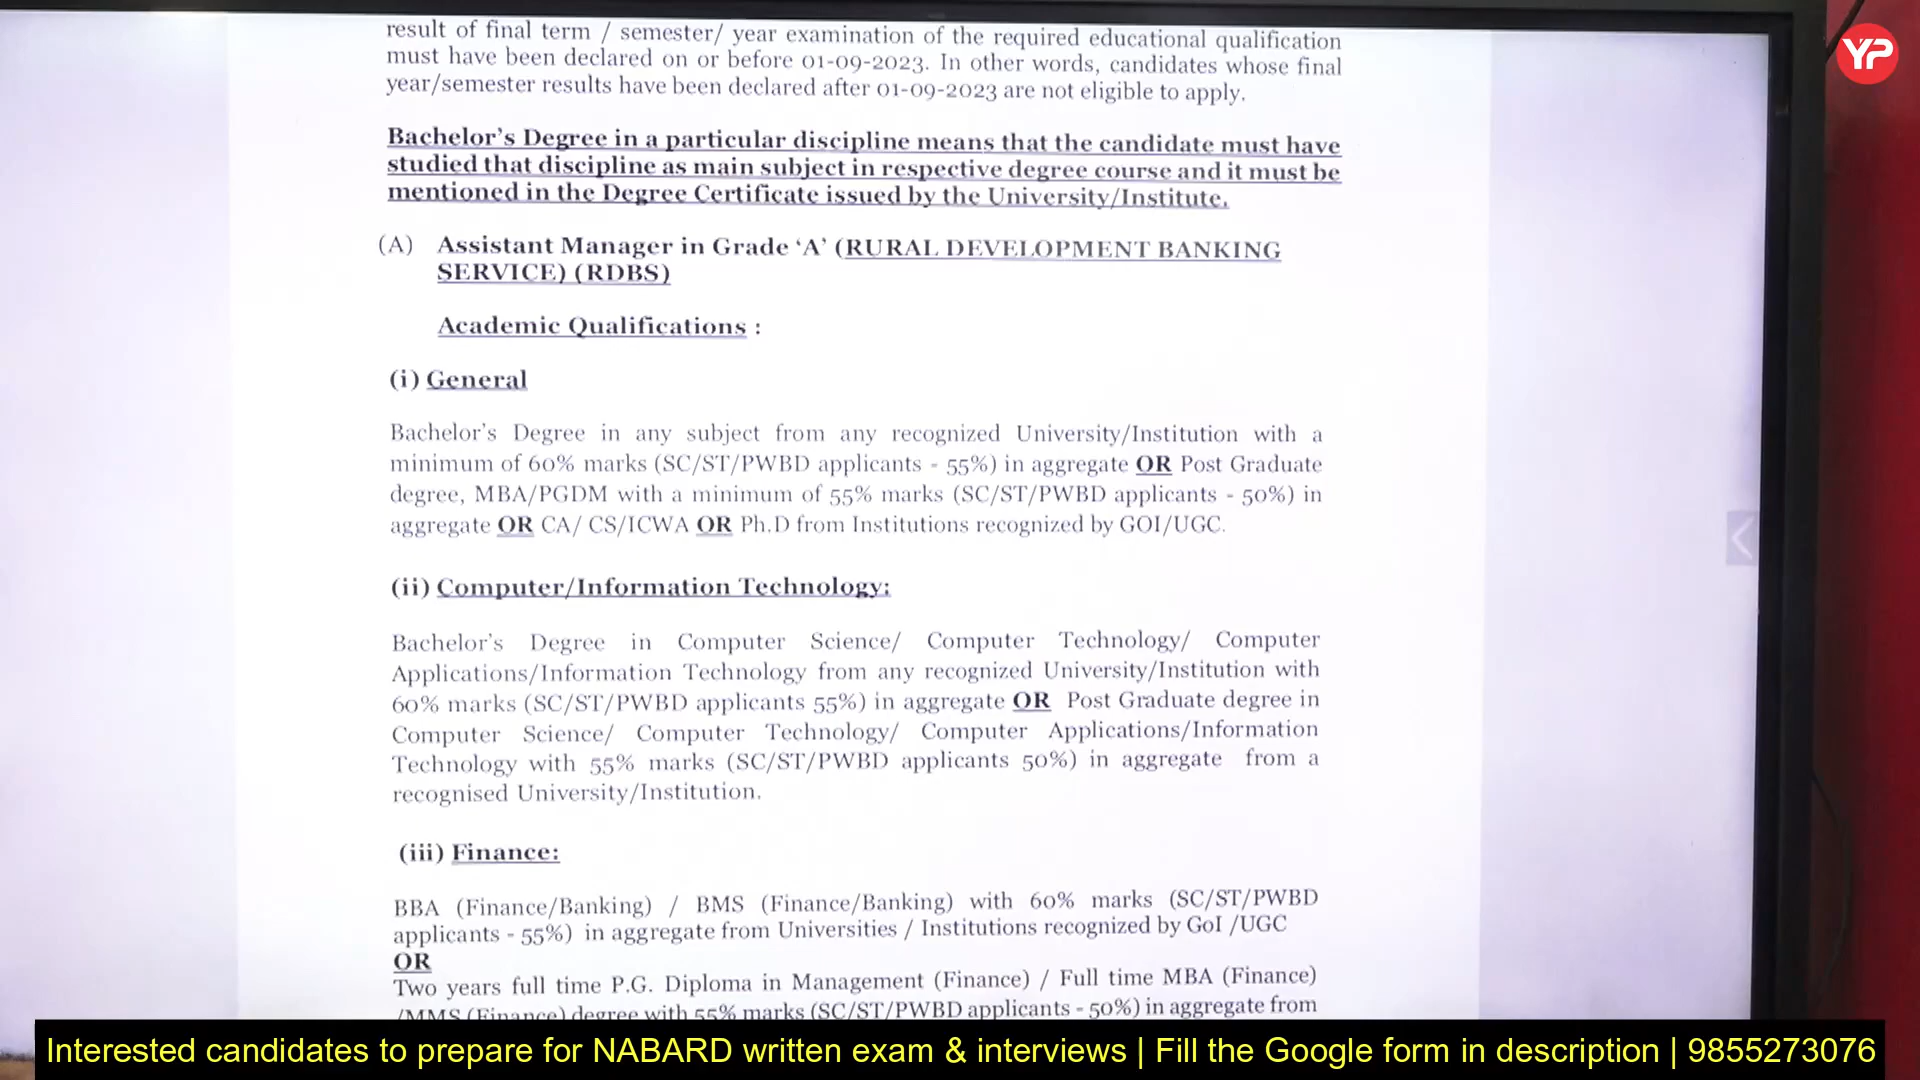 YP
result of final term / semester/ year examination of the required educational qualification
must have been declared on or before 01-09-2023. In other words, candidates whose final
year/semester results have been declared after 01-09-2023 are not eligible to apply.
Bachelor's Degree in a particular discipline means that the candidate must have
studied that discipline as main subject in respective degree course and it must be
mentioned in the Degree Certificate issued by the University/Institute.
(A) Assistant Manager in Grade 'A' (RURAL DEVELOPMENT BANKING
SERVICE) (RDBS)
Academic Qualifications :
(i) General
Bachelor's Degree in any subject from any recognized University/Institution with a
minimum of 60% marks (SC/ST/PWBD applicants - 55%) in aggregate OR Post Graduate
degree, MBA/PGDM with a minimum of 55% marks (SC/ST/PWBD applicants - 50%) in
aggregate OR CA/ CS/ICWA OR Ph.D from Institutions recognized by GOI/UGC.
(ii) Computer/Information Technology:
Bachelor's Degree in Computer Science/ Computer Technology/ Computer
Applications/Information Technology from any recognized University/Institution with
60% marks (SC/ST/PWBD applicants 55%) in aggregate OR Post Graduate degree in
Computer Science/ Computer Technology/ Computer Applications/Information
Technology with 55% marks (SC/ST/PWBD applicants 50%) in aggregate from a
recognised University/Institution.
(iii) Finance:
BBA (Finance/Banking) / BMS (Finance/Banking) with 60% marks (SC/ST/PWBD
applicants - 55%) in aggregate from Universities / Institutions recognized by GoI /UGC
OR
Two years full time P.G. Diploma in Management (Finance) / Full time MBA (Finance)
/MMS (Finance) degree with 55% marks (SC/ST/PWBD applicants - 50%) in aggregate from
Interested candidates to prepare for NABARD written exam & interviews | Fill the Google form in description | 9855273076